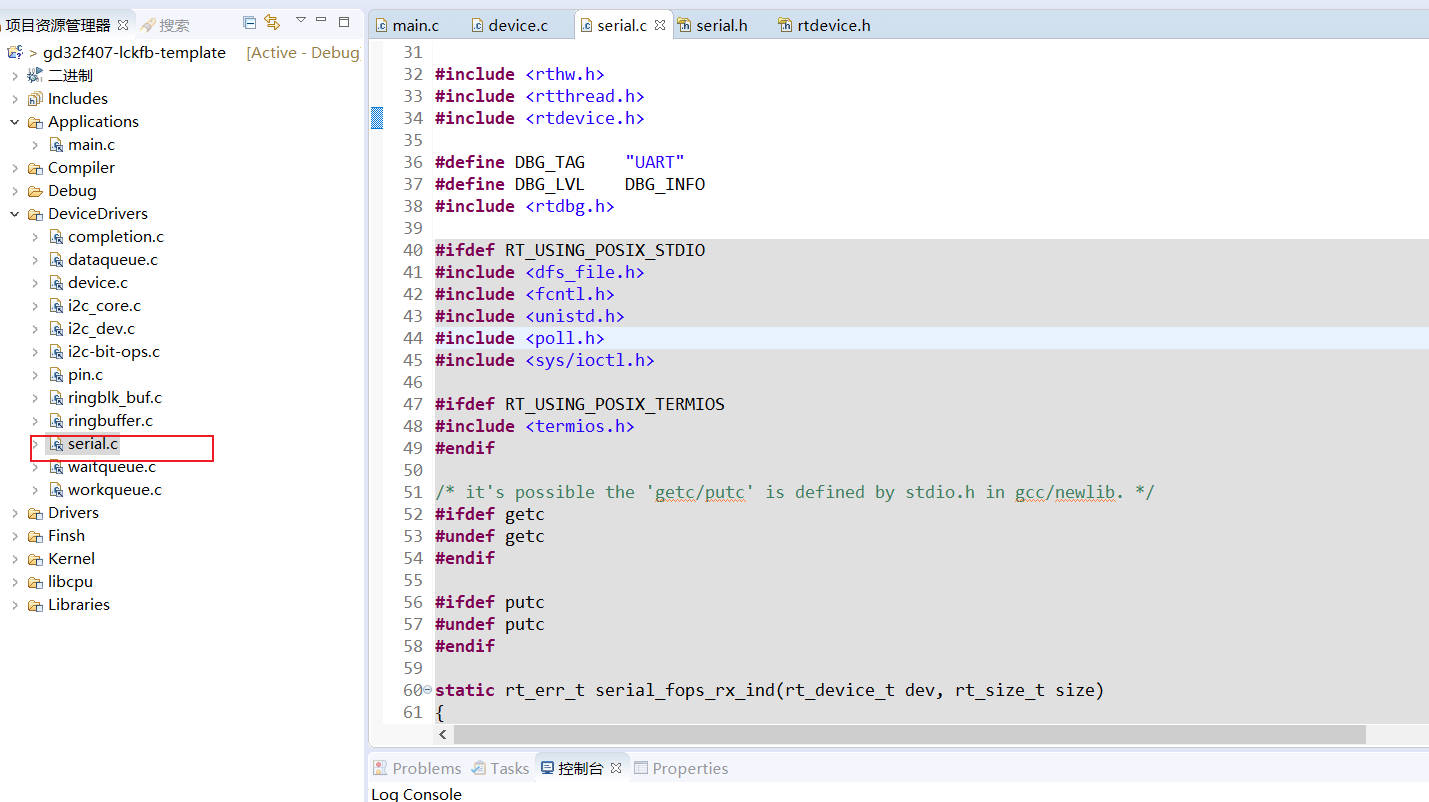 项目资源管理器 搜索
gd32f407-lckfb-template [Active - Debug
二进制
Includes
Applications
main.c
Compiler
Debug
DeviceDrivers
completion.c
dataqueue.c
device.c
i2c_core.c
i2c_dev.c
i2c-bit-ops.c
pin.c
ringblk_buf.c
ringbuffer.c
serial.c
waitqueue.c
workqueue.c
Drivers
Finsh
Kernel
libcpu
Libraries
main.c device.c serial.c serial.h rtdevice.h
31
32 #include <rthw.h>
33 #include <rtthread.h>
34 #include <rtdevice.h>
35
36 #define DBG_TAG "UART"
37 #define DBG_LVL DBG_INFO
38 #include <rtdbg.h>
39
40 #ifdef RT_USING_POSIX_STDIO
41 #include <dfs_file.h>
42 #include <fcntl.h>
43 #include <unistd.h>
44 #include <poll.h>
45 #include <sys/ioctl.h>
46
47 #ifdef RT_USING_POSIX_TERMIOS
48 #include <termios.h>
49 #endif
50
51 /* it's possible the 'getc/putc' is defined by stdio.h in gcc/newlib. */
52 #ifdef getc
53 #undef getc
54 #endif
55
56 #ifdef putc
57 #undef putc
58 #endif
59
60 static rt_err_t serial_fops_rx_ind(rt_device_t dev, rt_size_t size)
61 {
Problems Tasks 控制台 Properties
Log Console